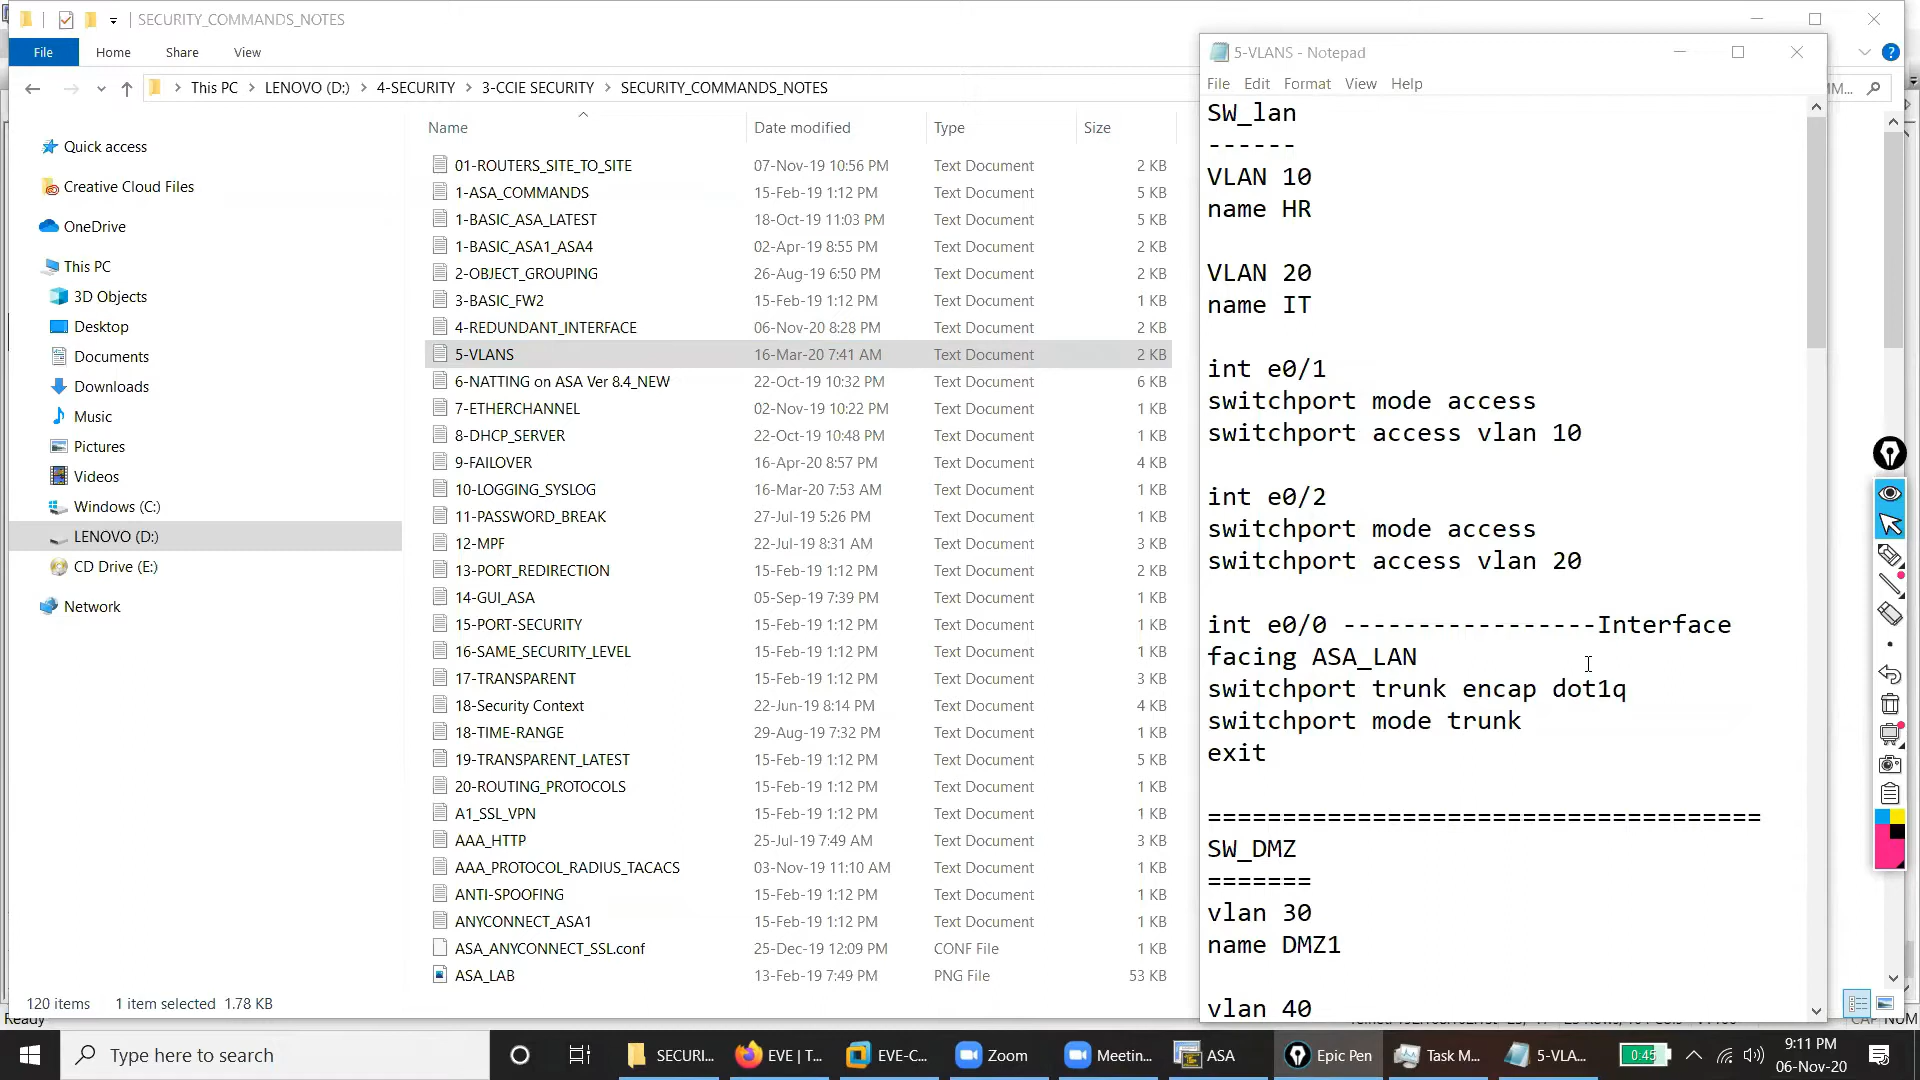 SECURITY_COMMANDS_NOTES
File Home Share View
This PC LENOVO (D:) 4-SECURITY 3-CCIE SECURITY SECURITY_COMMANDS_NOTES
Name Date modified Type Size
Quick access
Creative Cloud Files
OneDrive
This PC
3D Objects
Desktop
Documents
Downloads
Music
Pictures
Videos
Windows (C:)
LENOVO (D:)
CD Drive (E:)
Network
01-ROUTERS_SITE_TO_SITE 07-Nov-19 10:56 PM Text Document 2 KB
1-ASA_COMMANDS 15-Feb-19 1:12 PM Text Document 5 KB
1-BASIC_ASA_LATEST 18-Oct-19 11:03 PM Text Document 5 KB
1-BASIC_ASA1_ASA4 02-Apr-19 8:55 PM Text Document 2 KB
2-OBJECT_GROUPING 26-Aug-19 6:50 PM Text Document 2 KB
3-BASIC_FW2 15-Feb-19 1:12 PM Text Document 1 KB
4-REDUNDANT_INTERFACE 06-Nov-20 8:28 PM Text Document 2 KB
5-VLANS 16-Mar-20 7:41 AM Text Document 2 KB
6-NATTING on ASA Ver 8.4_NEW 22-Oct-19 10:32 PM Text Document 6 KB
7-ETHERCHANNEL 02-Nov-19 10:22 PM Text Document 1 KB
8-DHCP_SERVER 22-Oct-19 10:48 PM Text Document 1 KB
9-FAILOVER 16-Apr-20 8:57 PM Text Document 4 KB
10-LOGGING_SYSLOG 16-Mar-20 7:53 AM Text Document 1 KB
11-PASSWORD_BREAK 27-Jul-19 5:26 PM Text Document 1 KB
12-MPF 22-Jul-19 8:31 AM Text Document 3 KB
13-PORT_REDIRECTION 15-Feb-19 1:12 PM Text Document 2 KB
14-GUI_ASA 05-Sep-19 7:39 PM Text Document 1 KB
15-PORT-SECURITY 15-Feb-19 1:12 PM Text Document 1 KB
16-SAME_SECURITY_LEVEL 15-Feb-19 1:12 PM Text Document 1 KB
17-TRANSPARENT 15-Feb-19 1:12 PM Text Document 3 KB
18-Security Context 22-Jun-19 8:14 PM Text Document 4 KB
18-TIME-RANGE 29-Aug-19 7:32 PM Text Document 1 KB
19-TRANSPARENT_LATEST 15-Feb-19 1:12 PM Text Document 5 KB
20-ROUTING_PROTOCOLS 15-Feb-19 1:12 PM Text Document 1 KB
A1_SSL_VPN 15-Feb-19 1:12 PM Text Document 1 KB
AAA_HTTP 25-Jul-19 7:49 AM Text Document 3 KB
AAA_PROTOCOL_RADIUS_TACACS 03-Nov-19 11:10 AM Text Document 1 KB
ANTI-SPOOFING 15-Feb-19 1:12 PM Text Document 1 KB
ANYCONNECT_ASA1 15-Feb-19 1:12 PM Text Document 1 KB
ASA_ANYCONNECT_SSL.conf 25-Dec-19 12:09 PM CONF File 1 KB
ASA_LAB 13-Feb-19 7:49 PM PNG File 53 KB
120 items 1 item selected 1.78 KB
Ready
5-VLANS - Notepad
File Edit Format View Help
SW_lan
------
VLAN 10
name HR
VLAN 20
name IT
int e0/1
switchport mode access
switchport access vlan 10
int e0/2
switchport mode access
switchport access vlan 20
int e0/0 -----------------Interface
facing ASA_LAN
switchport trunk encap dot1q
switchport mode trunk
exit
=====================================
SW_DMZ
=======
vlan 30
name DMZ1
vlan 40
CAP NUM
Type here to search
SECURI... EVE | T... EVE-C... Zoom Meetin... ASA Epic Pen Task M... 5-VLA... 0:45
9:11 PM
06-Nov-20